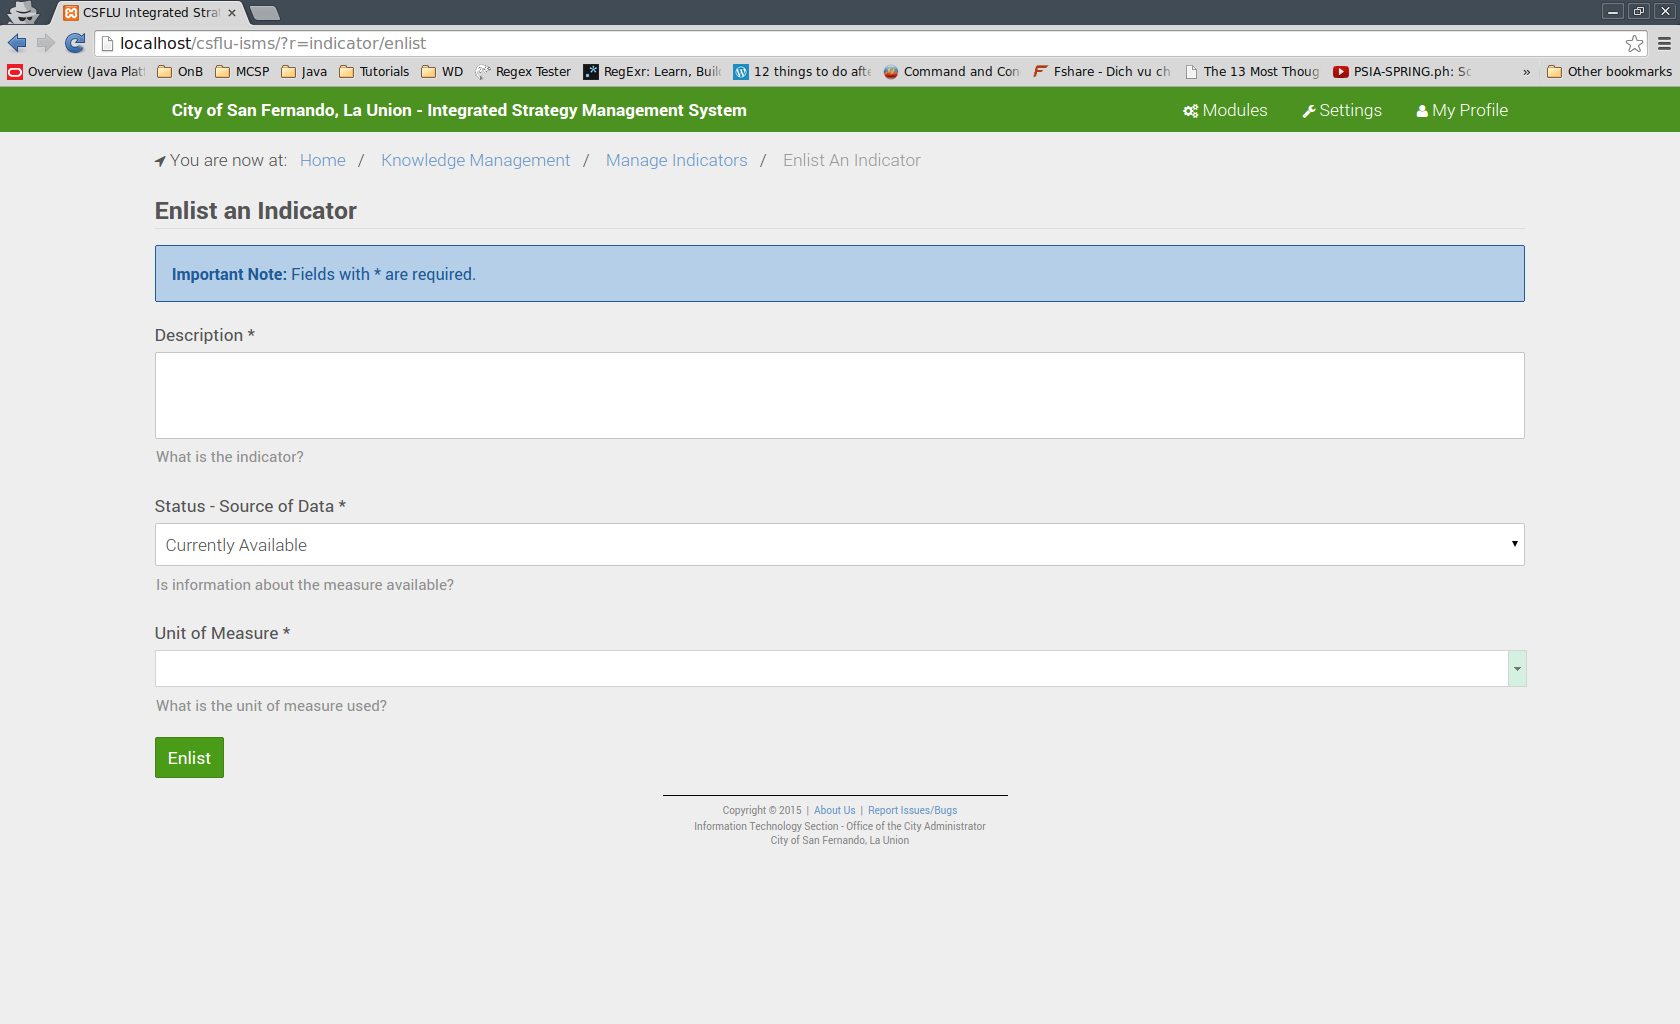 CSFLU Integrated Stra
localhost/csflu-isms/?r=indicator/enlist
Overview (Java Plat OnB MCSP Java Tutorials WD Regex Tester RegExr: Learn, Buil 12 things to do afte Command and Con Fshare - Dich vu ch The 13 Most Thoug PSIA-SPRING.ph: Sc » Other bookmarks
City of San Fernando, La Union - Integrated Strategy Management System Modules Settings My Profile
You are now at: Home / Knowledge Management / Manage Indicators / Enlist An Indicator
Enlist an Indicator
Important Note: Fields with * are required.
Description *
What is the indicator?
Status - Source of Data *
Currently Available
Is information about the measure available?
Unit of Measure *
What is the unit of measure used?
Enlist
Copyright © 2015 | About Us | Report Issues/Bugs
Information Technology Section - Office of the City Administrator
City of San Fernando, La Union